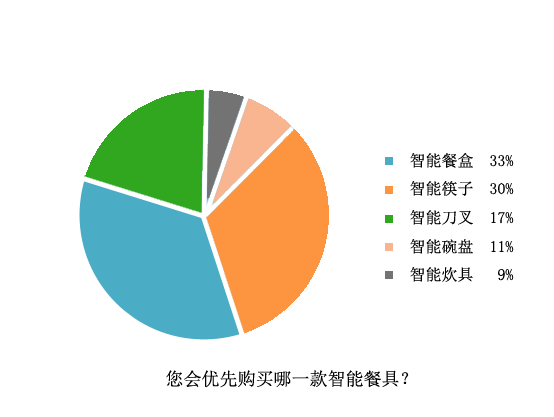 智能餐盒 33%
智能筷子 30%
智能刀叉 17%
智能碗盘 11%
智能炊具 9%
您会优先购买哪一款智能餐具？